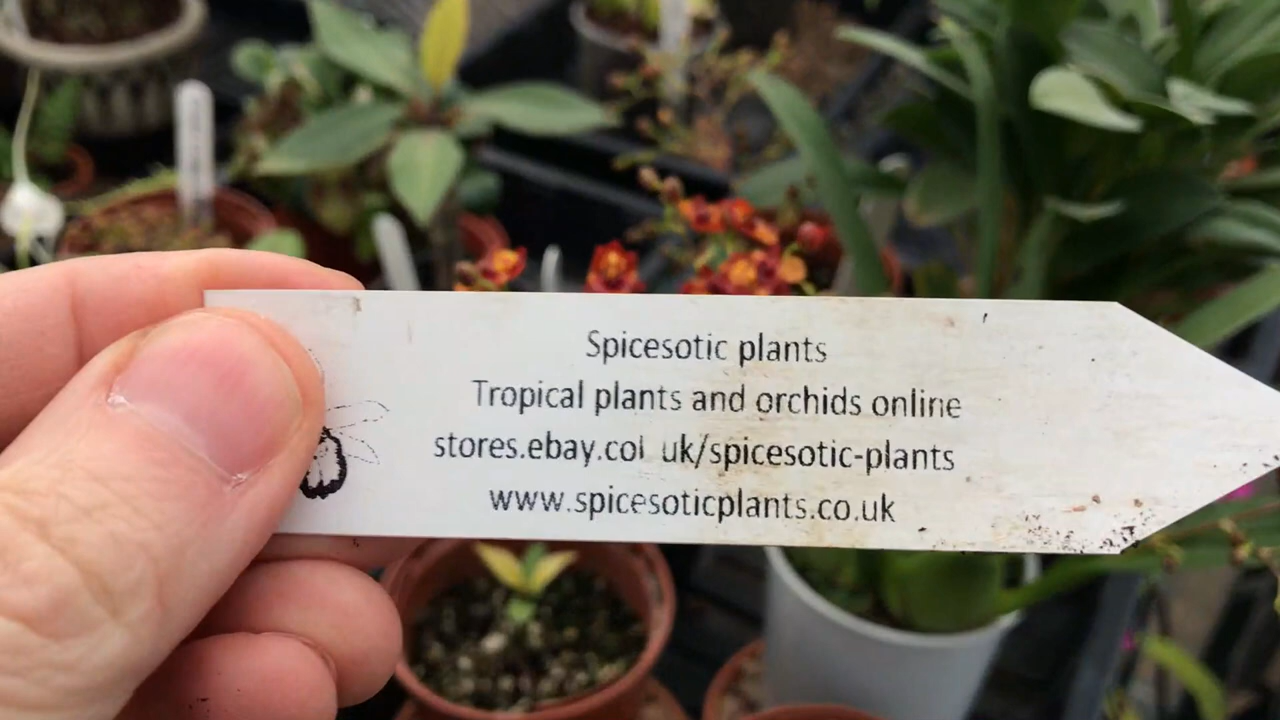 Spicesotic plants
Tropical plants and orchids online
stores.ebay.col uk/spicesotic-plants
www.spicesoticplants.co.uk